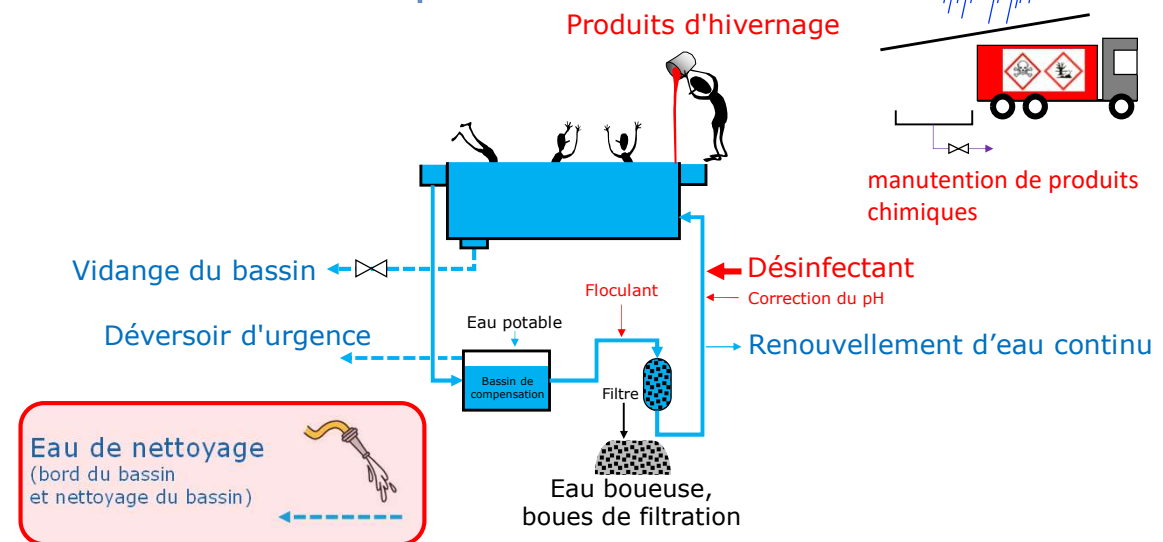 Produits d'hivernage
manutention de produits
chimiques
Vidange du bassin
Désinfectant
Floculant
Correction du pH
Déversoir d'urgence
Eau potable
Renouvellement d’eau continu
Bassin de
compensation
Filtre
Eau de nettoyage
(bord du bassin
et nettoyage du bassin)
Eau boueuse,
boues de filtration